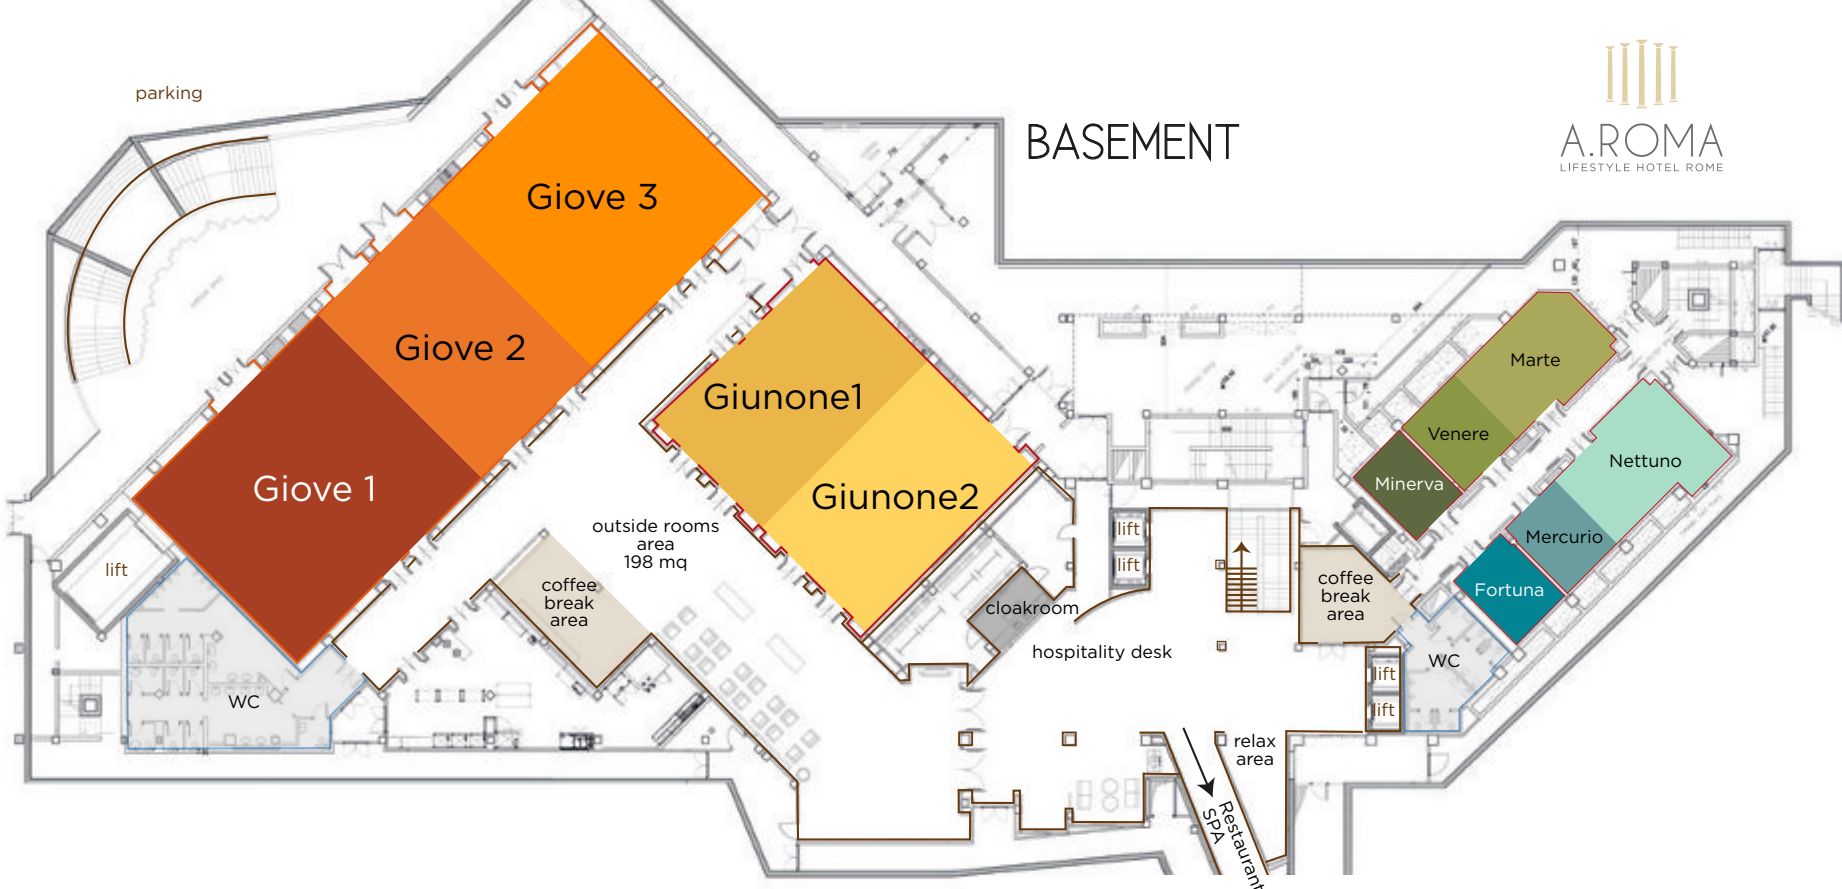 parking
BASEMENT
A.ROMA
LIFESTYLE HOTEL ROME
Giove 3
Giove 2
Giove 1
Giunone1
Giunone2
Marte
Venere
Minerva
Nettuno
Mercurio
Fortuna
outside rooms
area
198 mq
lift
coffee
break
area
WC
cloakroom
hospitality desk
lift
lift
coffee
break
area
WC
lift
lift
relax
area
Restaurant
SPA